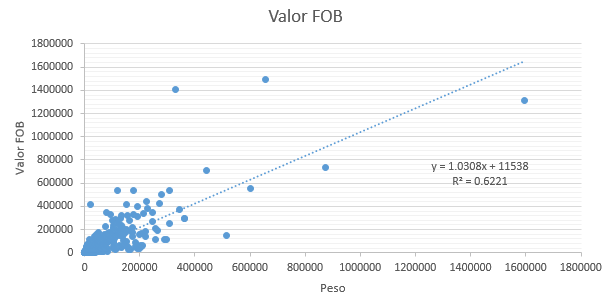 Valor FOB
1800000
1600000
1400000
1200000
1000000
800000
600000
400000
200000
0
Valor FOB
y = 1.0308x + 11538
R² = 0.6221
0 200000 400000 600000 800000 1000000 1200000 1400000 1600000 1800000
Peso